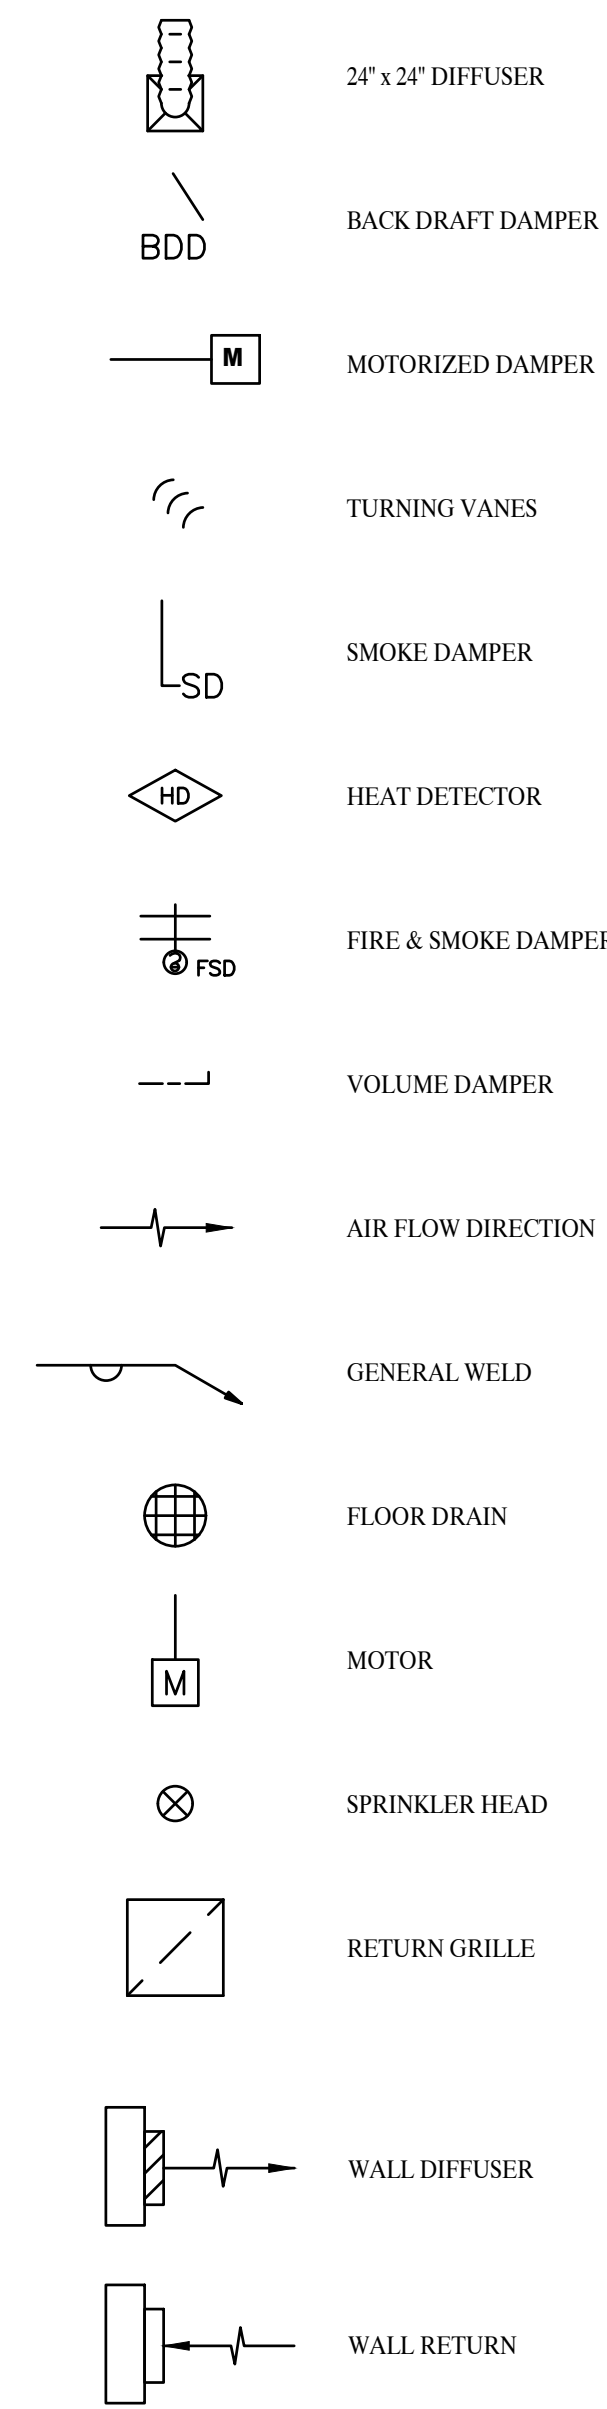 24" x 24" DIFFUSER
BACK DRAFT DAMPER
BDD
M
MOTORIZED DAMPER
TURNING VANES
SMOKE DAMPER
SD
HD
HEAT DETECTOR
FIRE & SMOKE DAMPER
FSD
VOLUME DAMPER
AIR FLOW DIRECTION
GENERAL WELD
FLOOR DRAIN
MOTOR
M
SPRINKLER HEAD
RETURN GRILLE
WALL DIFFUSER
WALL RETURN